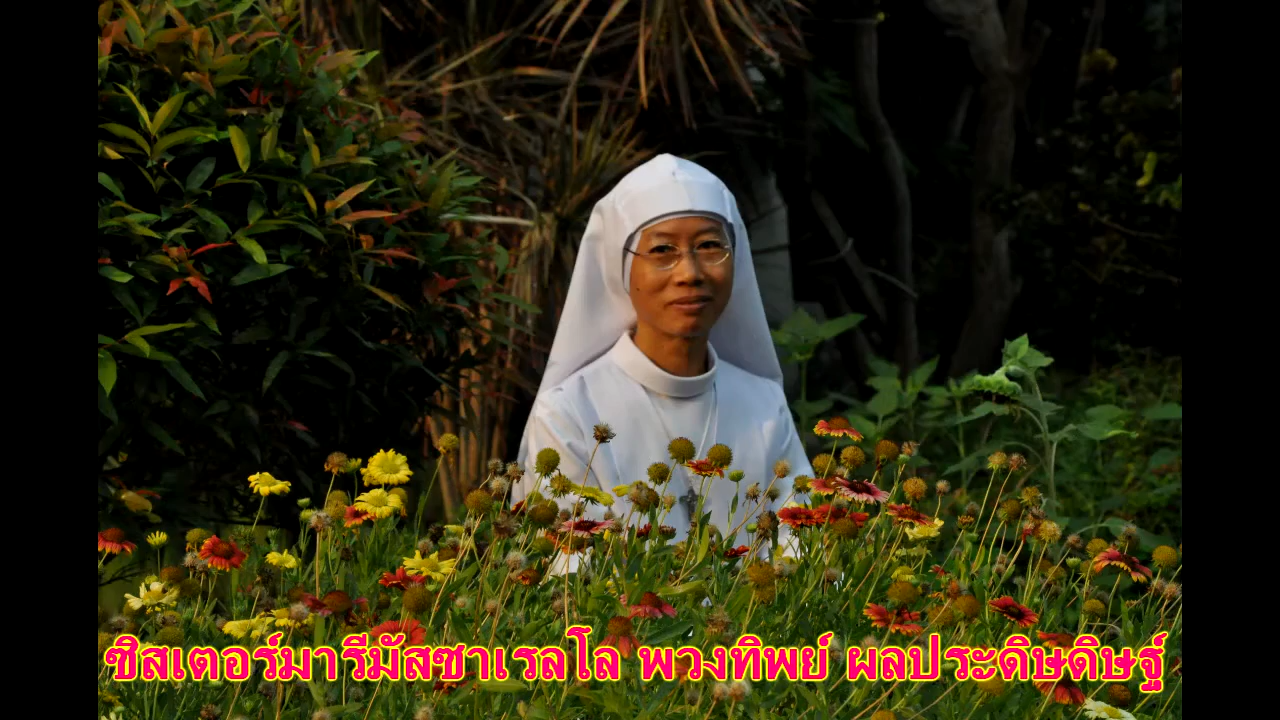 ซิสเตอร์มารีมัสซาเรลโล พวงทิพย์ ผลประดิษดิษฐ์